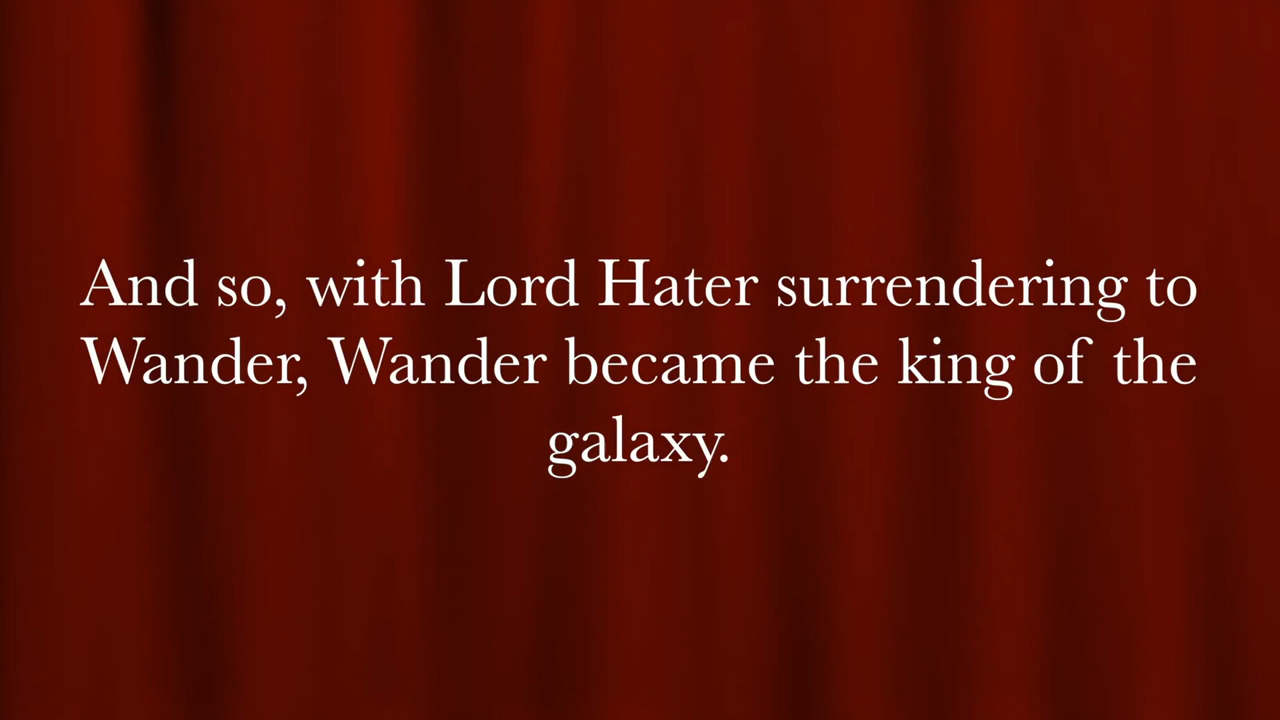 And so, with Lord Hater surrendering to
Wander, Wander became the king of the
galaxy.